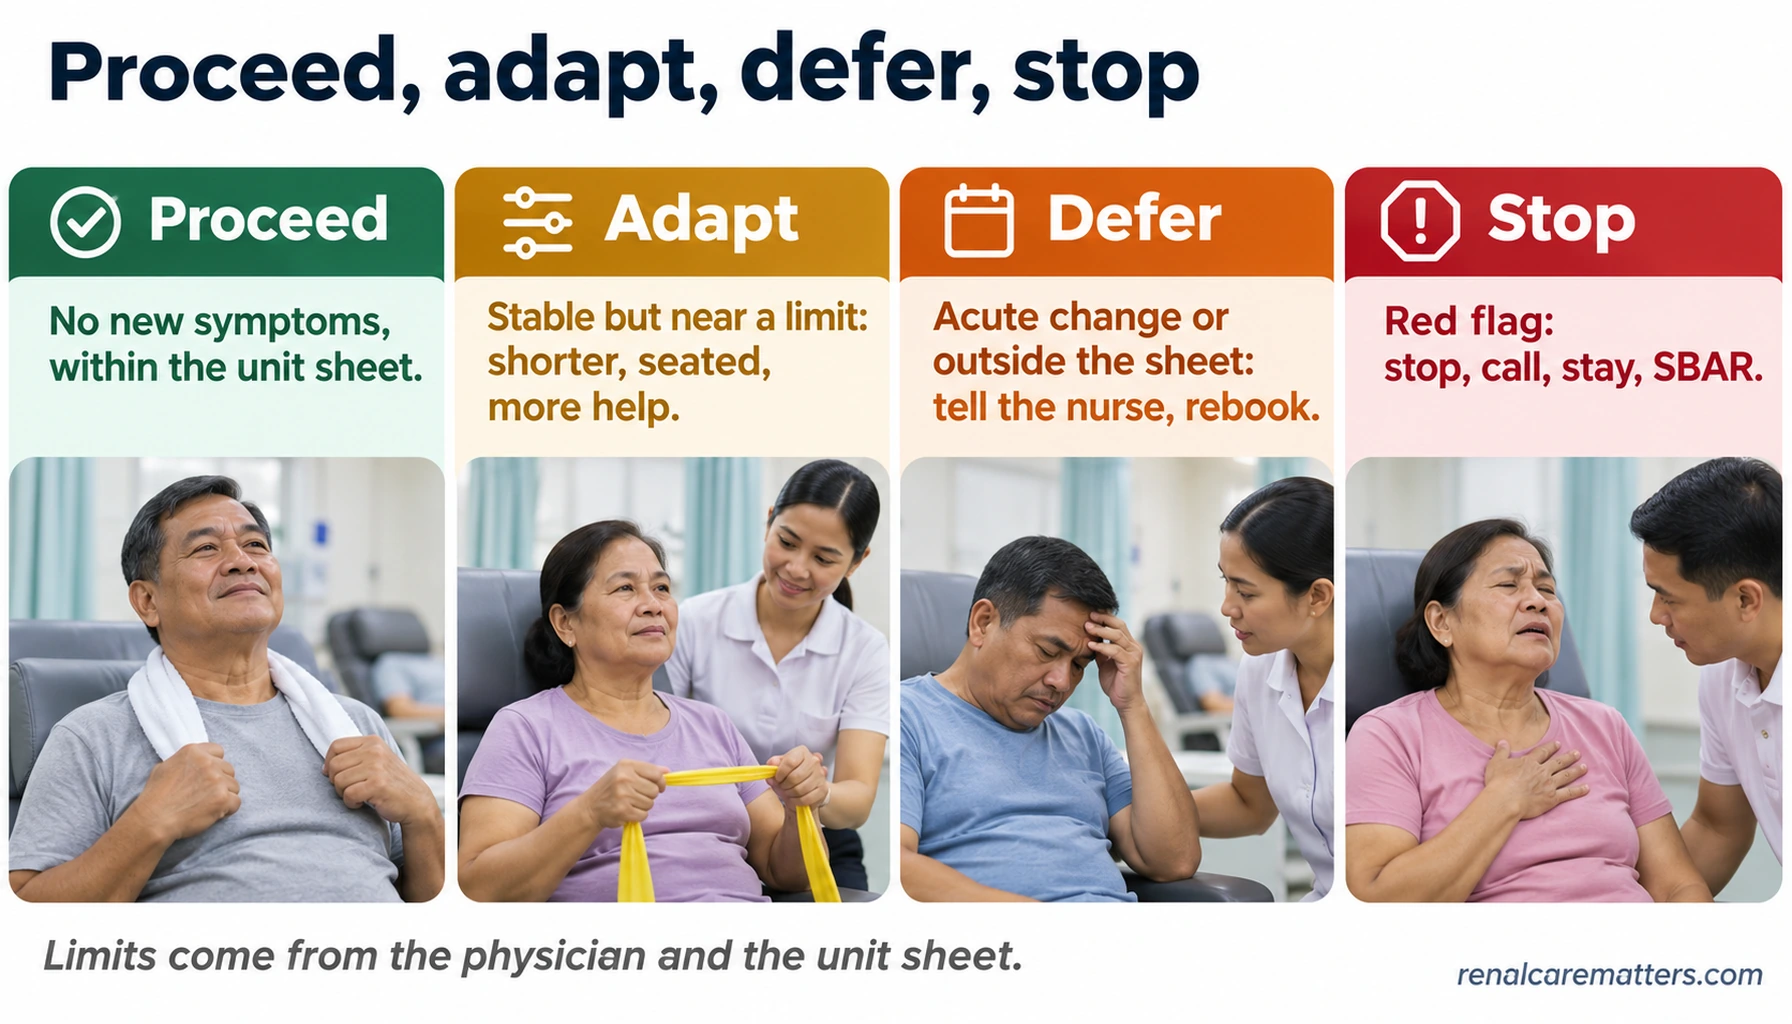 Proceed, adapt, defer, stop
Proceed
No new symptoms,
within the unit sheet.
Adapt
Stable but near a limit:
shorter, seated,
more help.
Defer
Acute change or
outside the sheet:
tell the nurse, rebook.
Stop
Red flag:
stop, call, stay, SBAR.
Limits come from the physician and the unit sheet.
renalcarematters.com